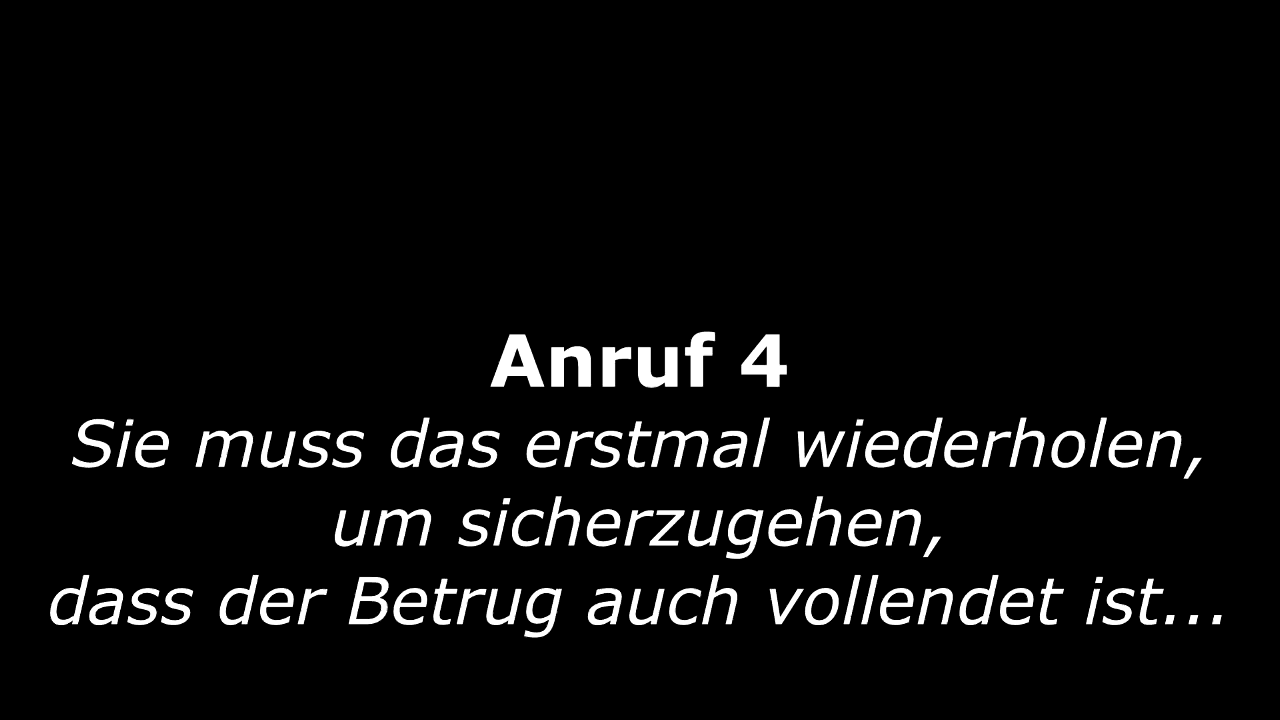 Anruf 4
Sie muss das erstmal wiederholen,
um sicherzugehen,
dass der Betrug auch vollendet ist...